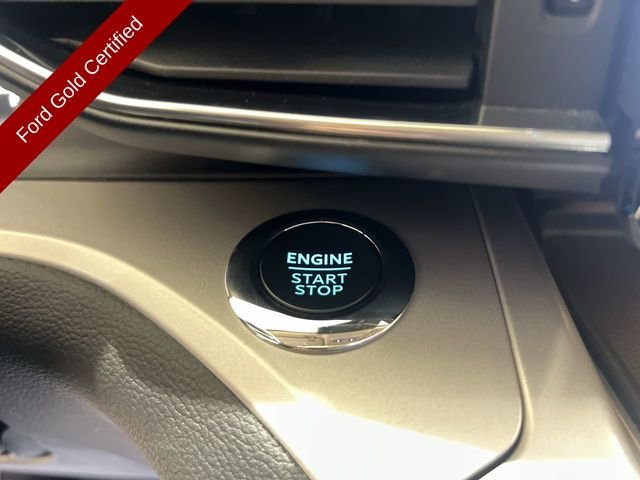 Ford Gold Certified
ENGINE
START
STOP